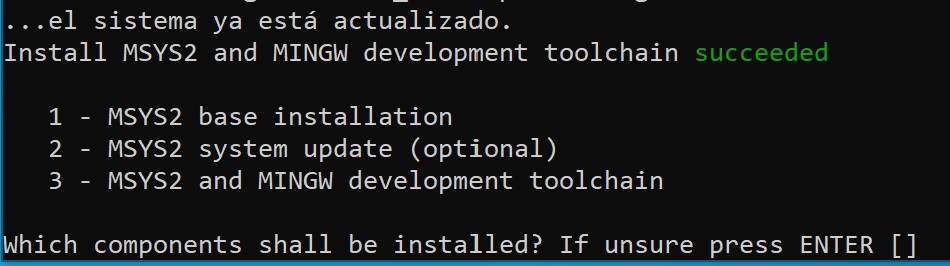 ...el sistema ya está actualizado.
Install MSYS2 and MINGW development toolchain succeeded
1 - MSYS2 base installation
2 - MSYS2 system update (optional)
3 - MSYS2 and MINGW development toolchain
Which components shall be installed? If unsure press ENTER []